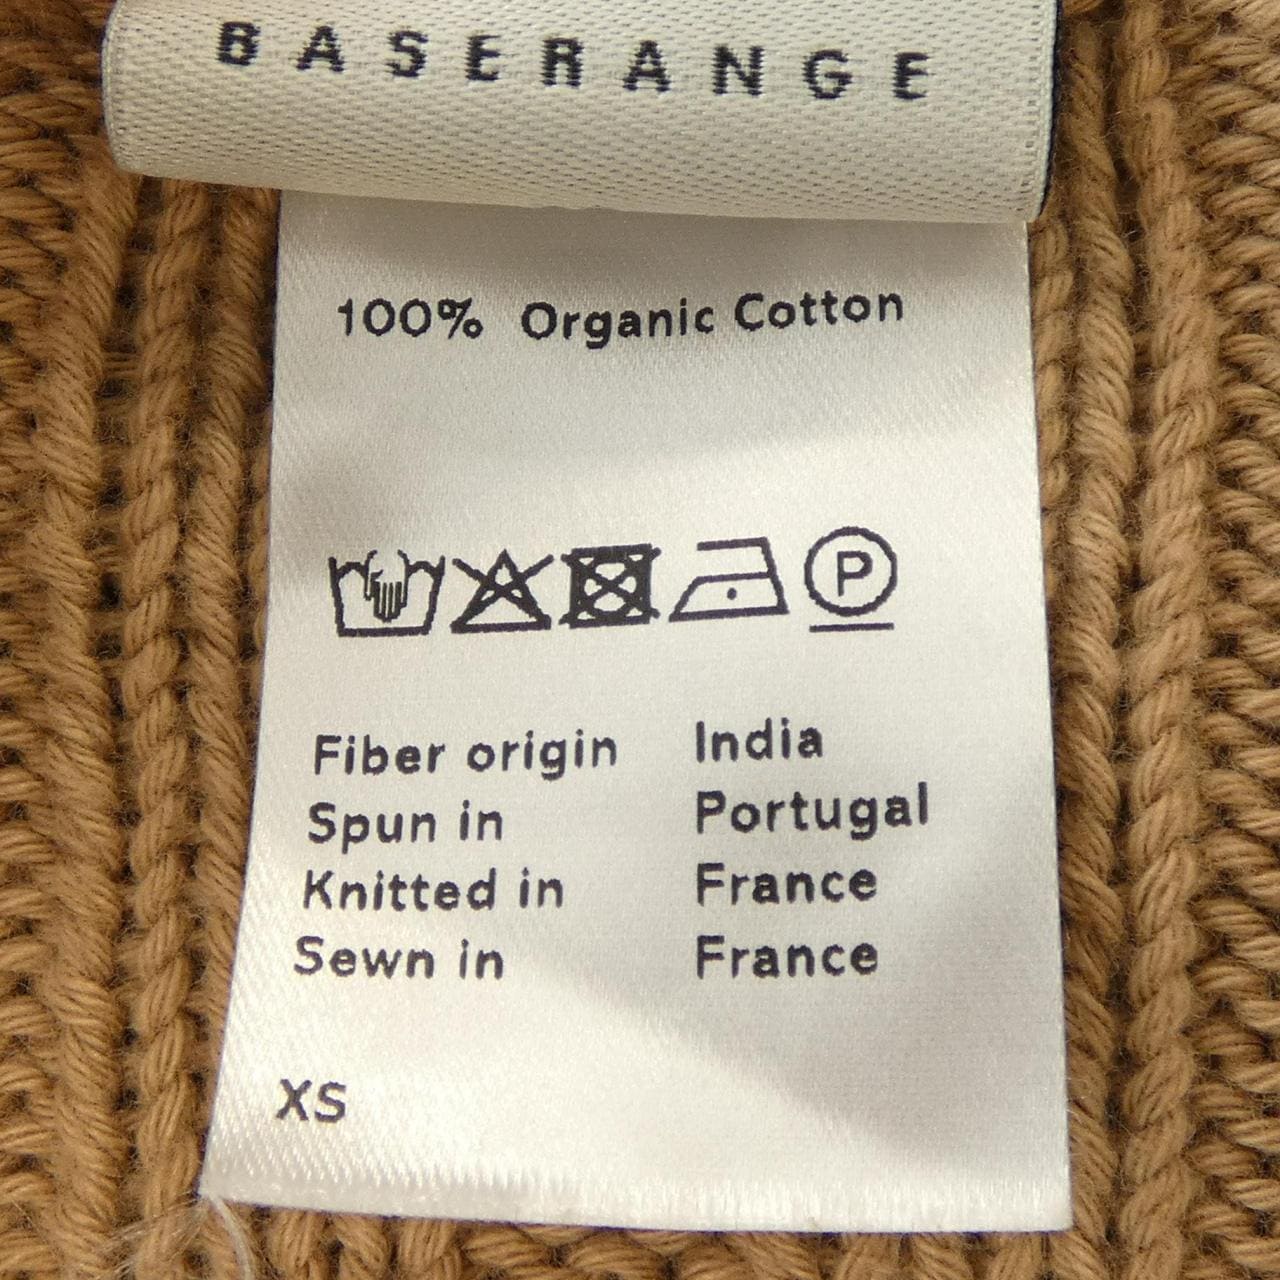 BASERANGE
100% Organic Cotton
P
Fiber origin India
Spun in Portugal
Knitted in France
Sewn in France
XS